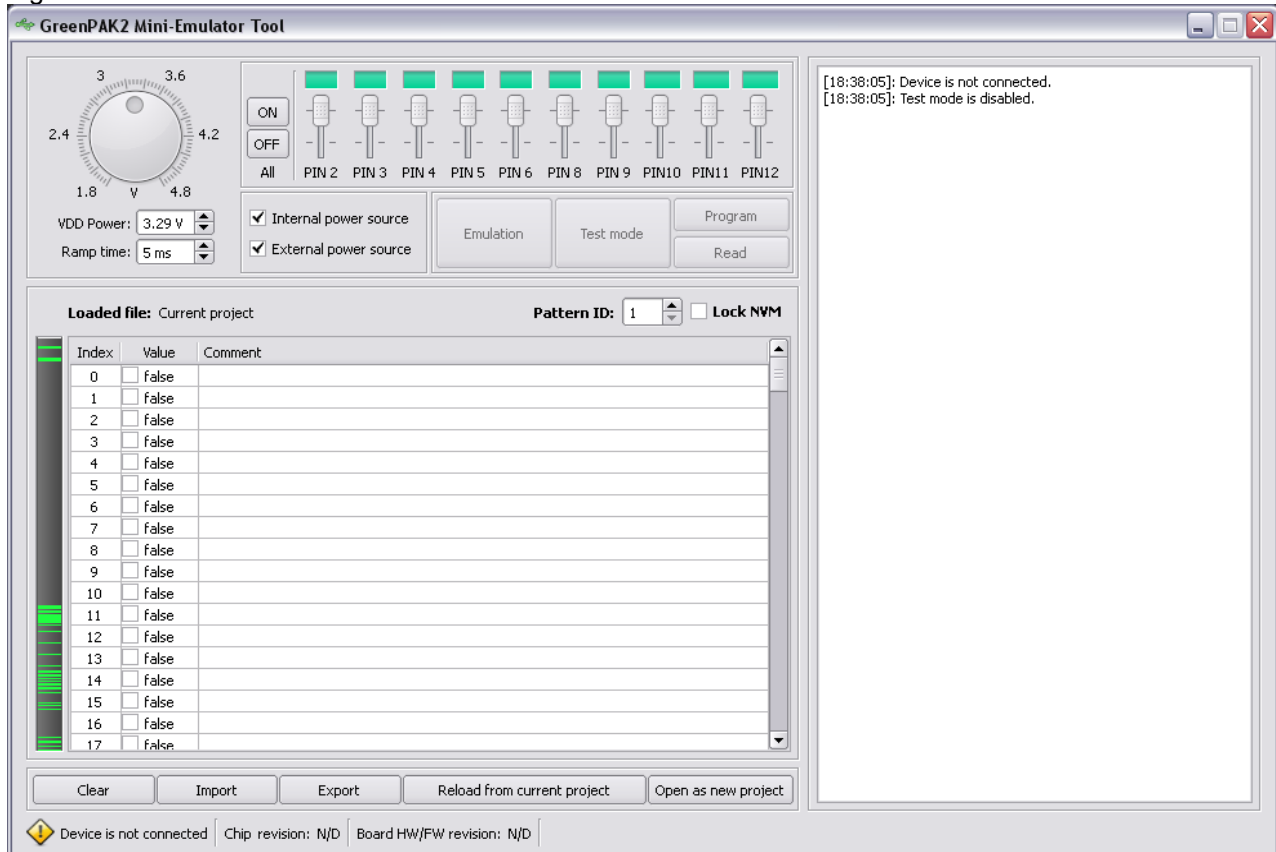 GreenPAK2 Mini-Emulator Tool
3 3.6
2.4 4.2
1.8 V 4.8
VDD Power: 3.29 V
Ramp time: 5 ms
ON
OFF
All PIN 2 PIN 3 PIN 4 PIN 5 PIN 6 PIN 8 PIN 9 PIN10 PIN11 PIN12
Internal power source
External power source
Emulation Test mode Program
Read
Loaded file: Current project Pattern ID: 1 Lock NVM
Index Value Comment
0 false
1 false
2 false
3 false
4 false
5 false
6 false
7 false
8 false
9 false
10 false
11 false
12 false
13 false
14 false
15 false
16 false
17 false
Clear Import Export Reload from current project Open as new project
Device is not connected Chip revision: N/D Board HW/FW revision: N/D
[18:38:05]: Device is not connected.
[18:38:05]: Test mode is disabled.